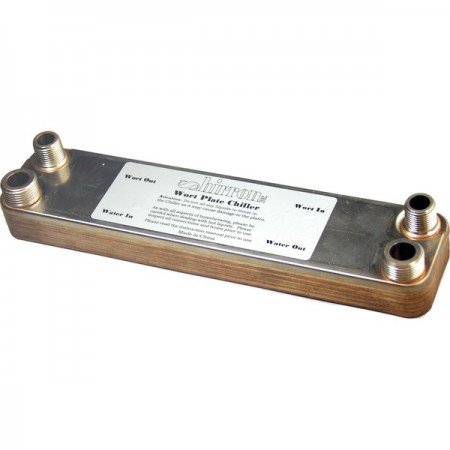 Shirron
Wort Plate Chiller
Wort Out
Wort In
Attention: Do not allow any liquids to freeze in
the Chiller as it may cause damage to the plates.
As with all aspects of homebrewing, please be
careful when dealing with hot liquids. Please
inspect all connections and hoses prior to use.
Please read the instruction manual prior to use.
Made in China
Water In
Water Out